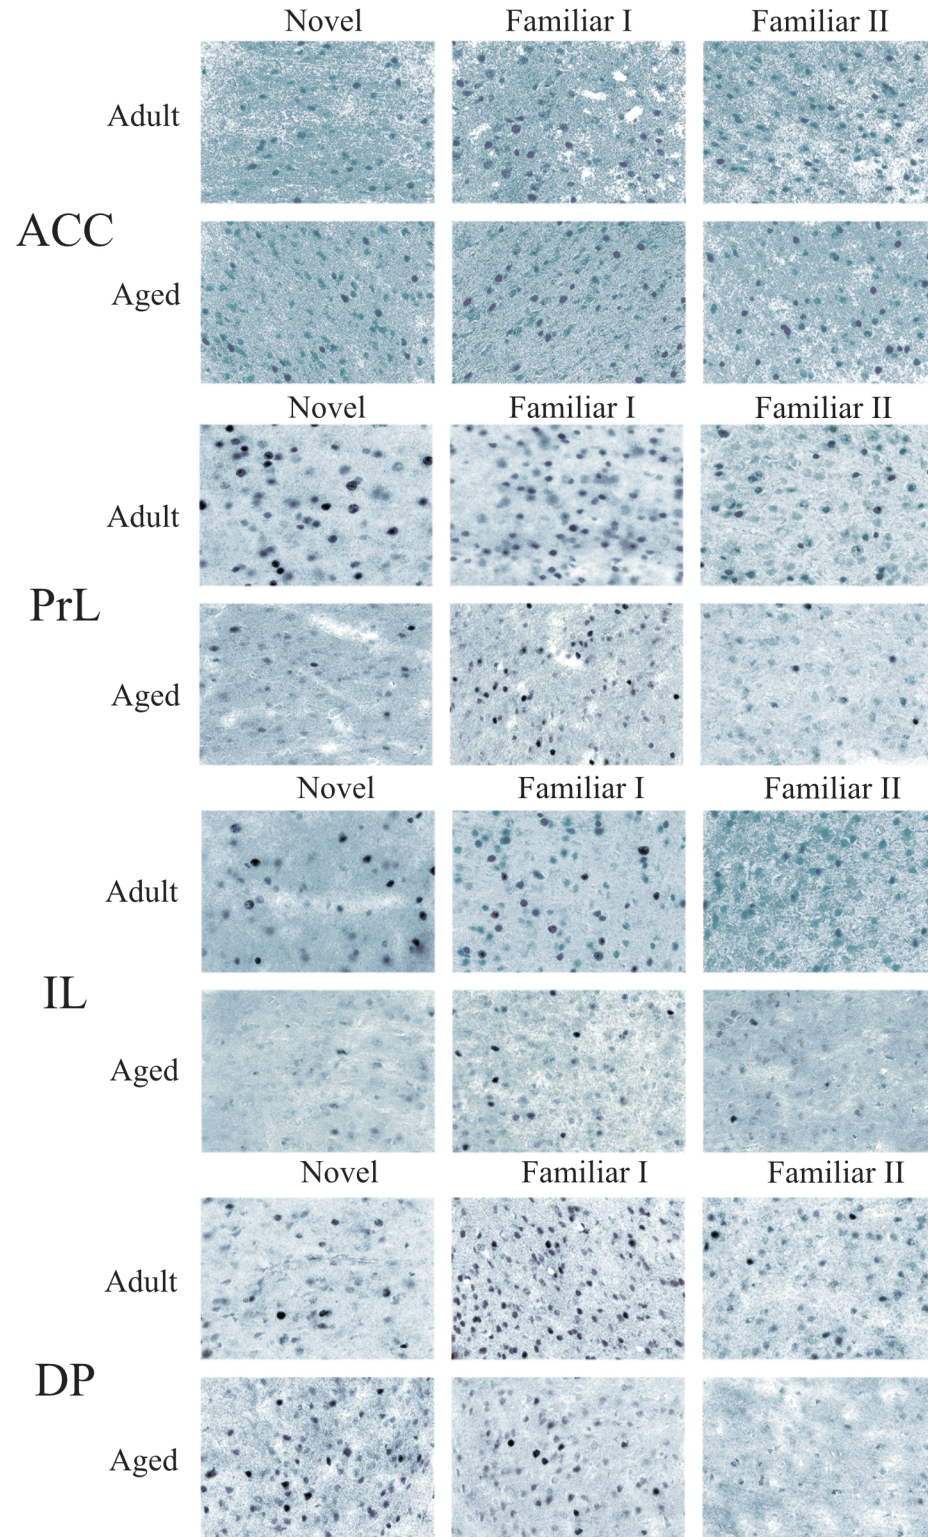 Novel Familiar I Familiar II
Adult
ACC
Aged
Novel Familiar I Familiar II
Adult
PrL
Aged
Novel Familiar I Familiar II
Adult
IL
Aged
Novel Familiar I Familiar II
Adult
DP
Aged